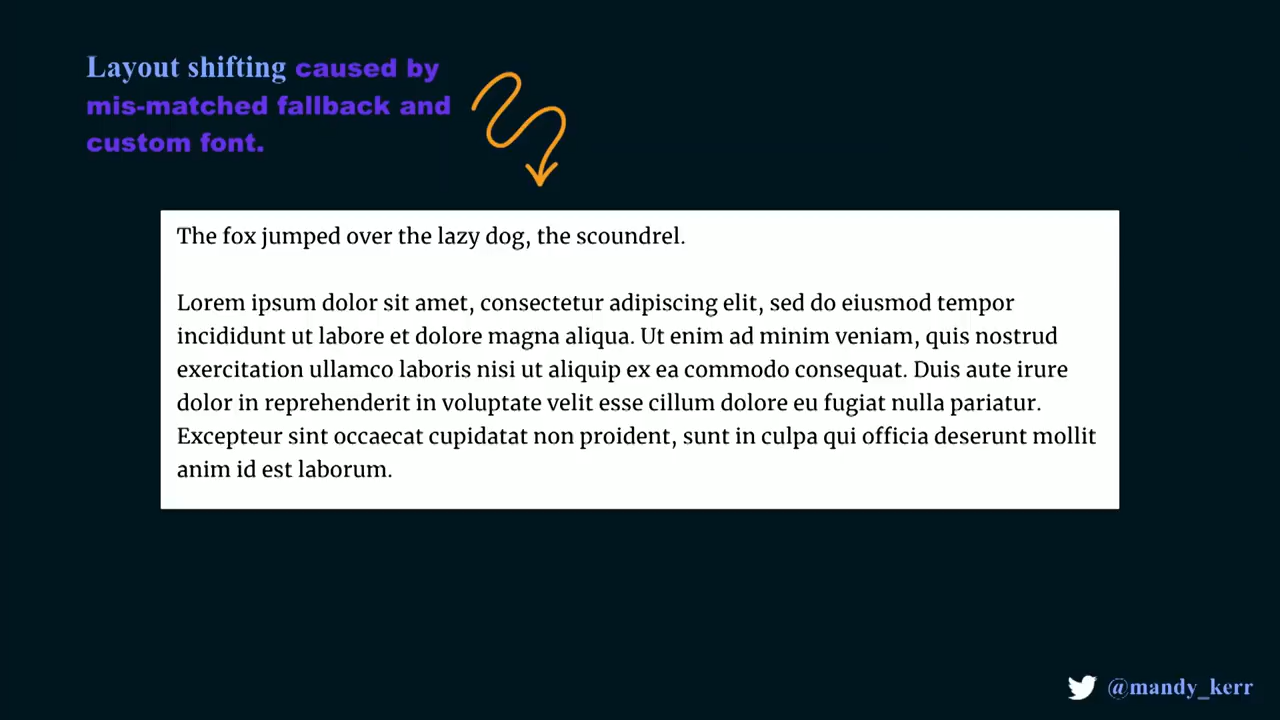 Layout shifting caused by
mis-matched fallback and
custom font.
The fox jumped over the lazy dog, the scoundrel.
Lorem ipsum dolor sit amet, consectetur adipiscing elit, sed do eiusmod tempor
incididunt ut labore et dolore magna aliqua. Ut enim ad minim veniam, quis nostrud
exercitation ullamco laboris nisi ut aliquip ex ea commodo consequat. Duis aute irure
dolor in reprehenderit in voluptate velit esse cillum dolore eu fugiat nulla pariatur.
Excepteur sint occaecat cupidatat non proident, sunt in culpa qui officia deserunt mollit
anim id est laborum.
@mandy_kerr